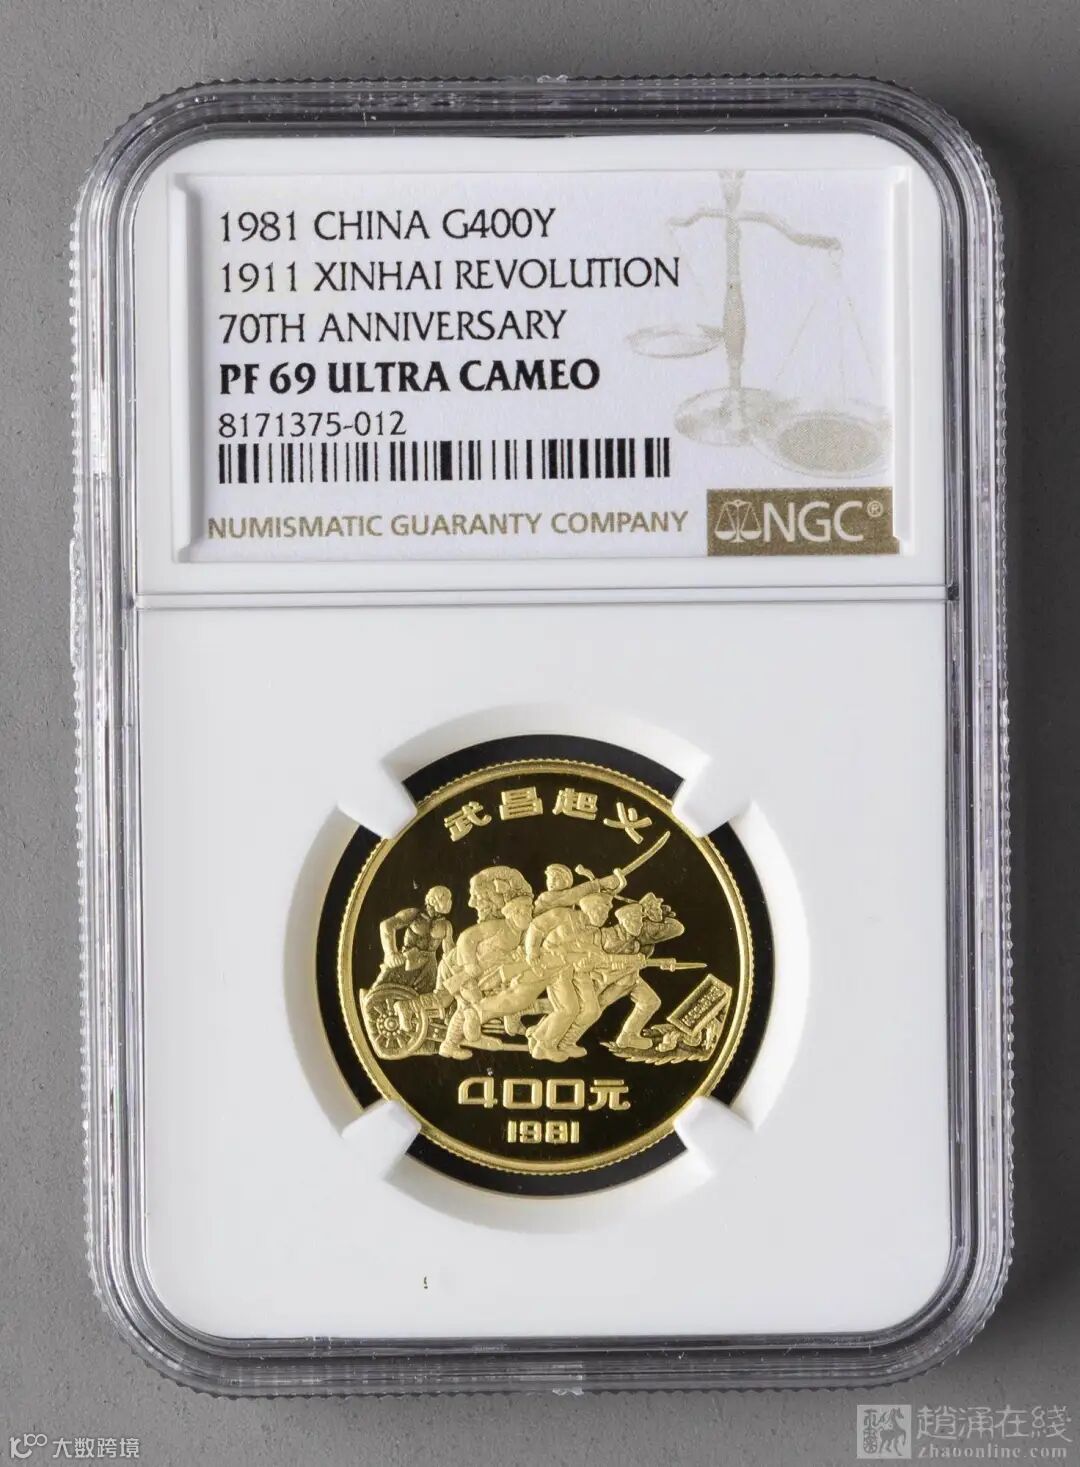 1981 CHINA G400Y
1911 XINHAI REVOLUTION
70TH ANNIVERSARY
PF 69 ULTRA CAMEO
8171375-012
NUMISMATIC GUARANTY COMPANY
NGC®
武昌起义
400元
1981
大数跨境
趙涌在綫
zhaoonline.com